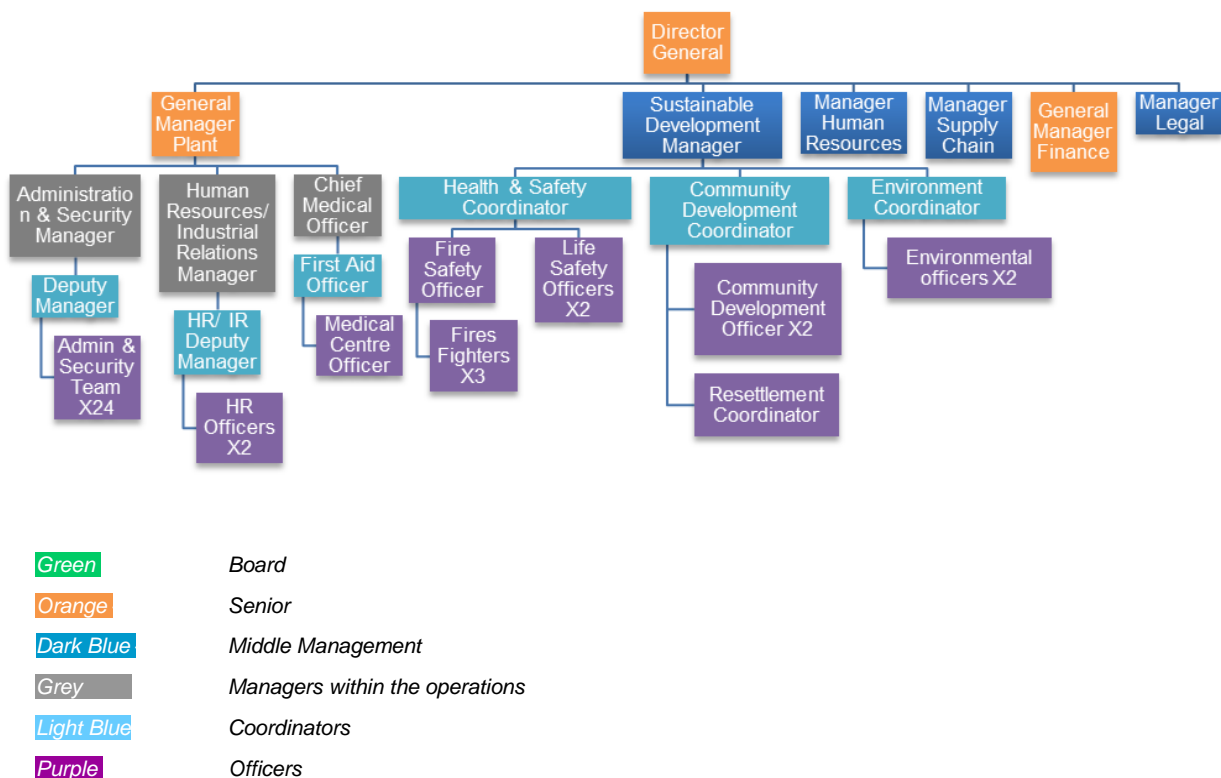 Director
General
General
Manager
Plant
Sustainable
Development
Manager
Manager
Human
Resources
Manager
Supply
Chain
General
Manager
Finance
Manager
Legal
Administratio
n & Security
Manager
Human
Resources/
Industrial
Relations
Manager
Chief
Medical
Officer
Health & Safety
Coordinator
Community
Development
Coordinator
Environment
Coordinator
Deputy
Manager
HR/ IR
Deputy
Manager
First Aid
Officer
Fire
Safety
Officer
Life
Safety
Officers
X2
Environmental
officers X2
Admin &
Security
Team
X24
HR
Officers
X2
Medical
Centre
Officer
Fires
Fighters
X3
Community
Development
Officer X2
Resettlement
Coordinator
Green Board
Orange Senior
Dark Blue Middle Management
Grey Managers within the operations
Light Blue Coordinators
Purple Officers